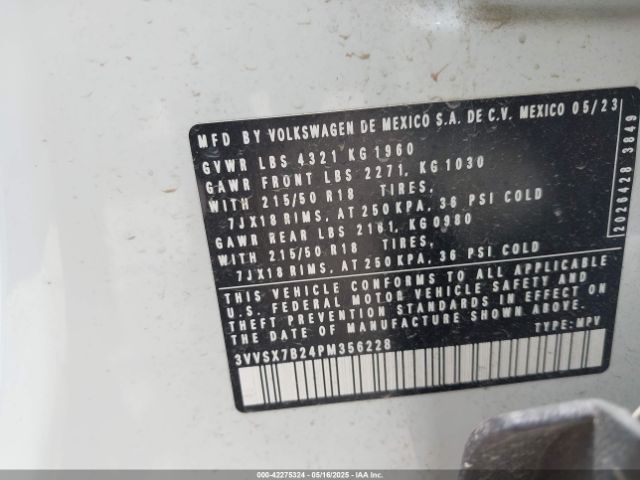 MFD BY VOLKSWAGEN DE MEXICO S.A. DE C.V. MEXICO 05/23
GVWR LBS 4321 KG 1960
GAWR FRONT LBS 2271, KG 1030
WITH 215/50 R18 TIRES,
7JX18 RIMS, AT 250 KPA, 36 PSI COLD
GAWR REAR LBS 2161, KG 0980
WITH 215/50 R18 TIRES,
7JX18 RIMS, AT 250 KPA, 36 PSI COLD
THIS VEHICLE CONFORMS TO ALL APPLICABLE
U.S. FEDERAL MOTOR VEHICLE SAFETY AND
THEFT PREVENTION STANDARDS IN EFFECT ON
THE DATE OF MANUFACTURE SHOWN ABOVE.
3VVSX7B24PM356228 TYPE: MPV
2026428 3849
000-42275324 - 05/16/2025 - IAAI.COM